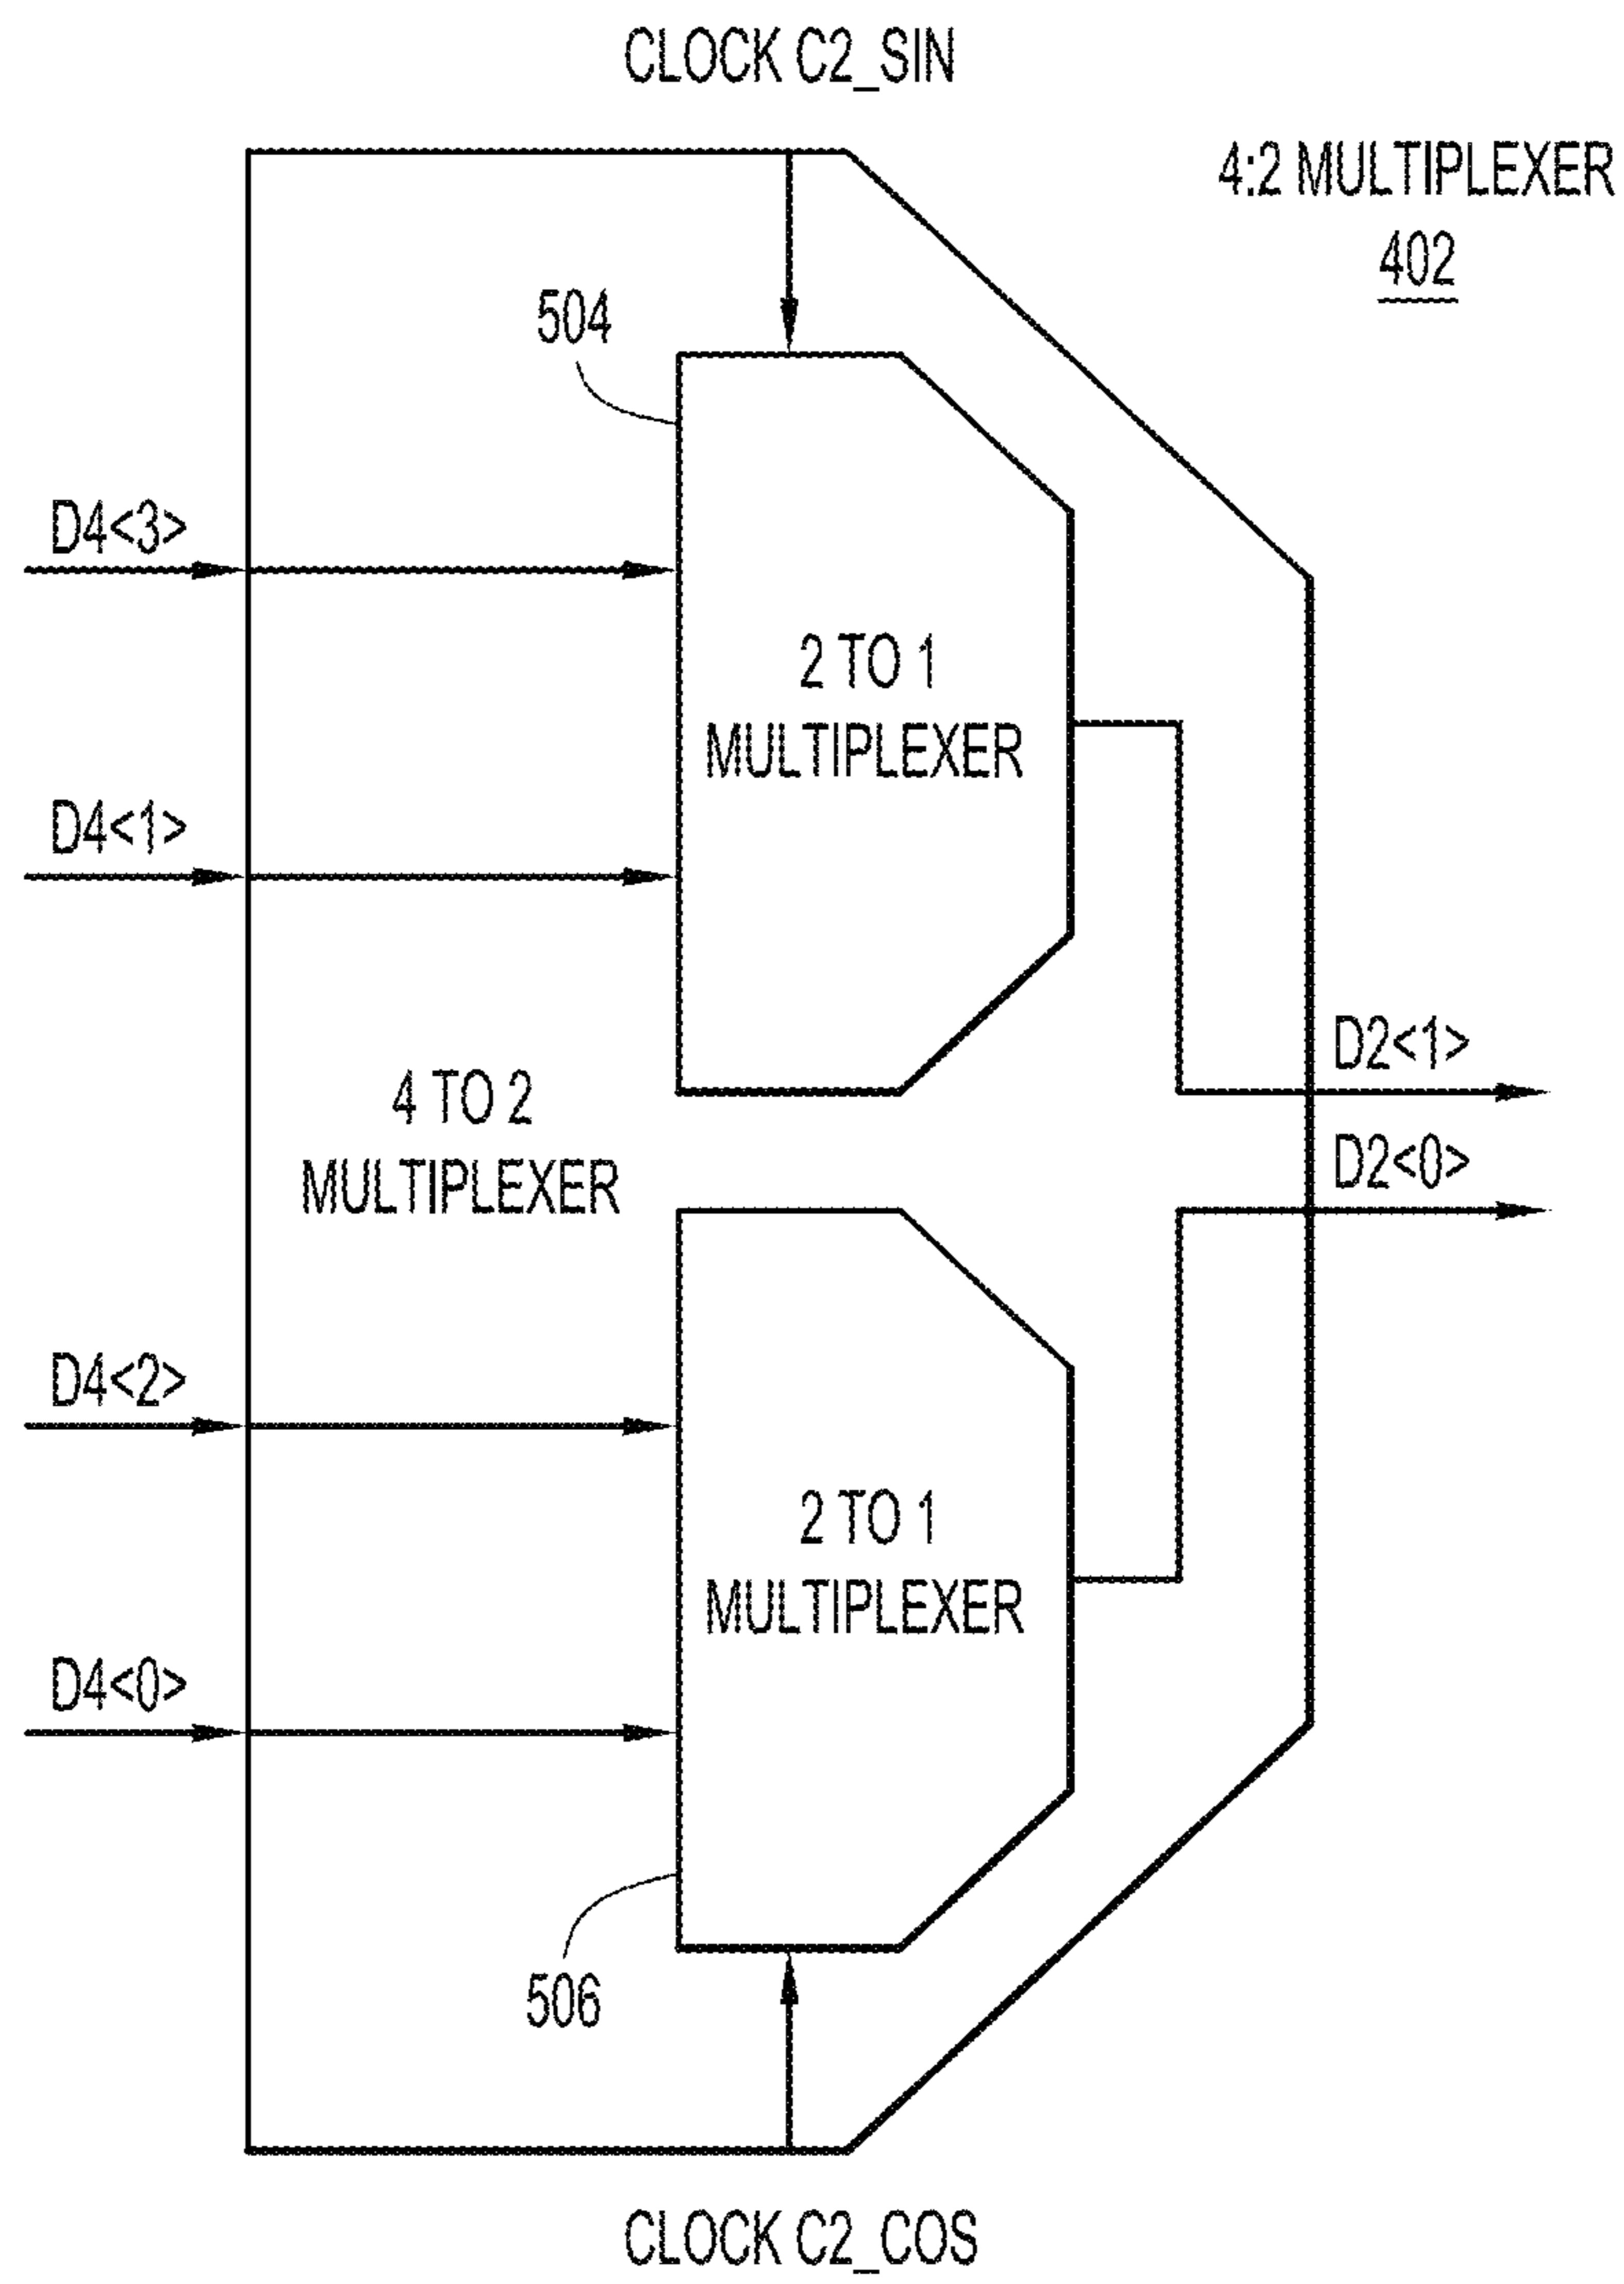 CLOCK C2_SIN
4:2 MULTIPLEXER
402
504
D4<3>
2 TO 1
MULTIPLEXER
D4<1>
D2<1>
4 TO 2
MULTIPLEXER
D2<0>
D4<2>
2 TO 1
MULTIPLEXER
D4<0>
506
CLOCK C2_COS